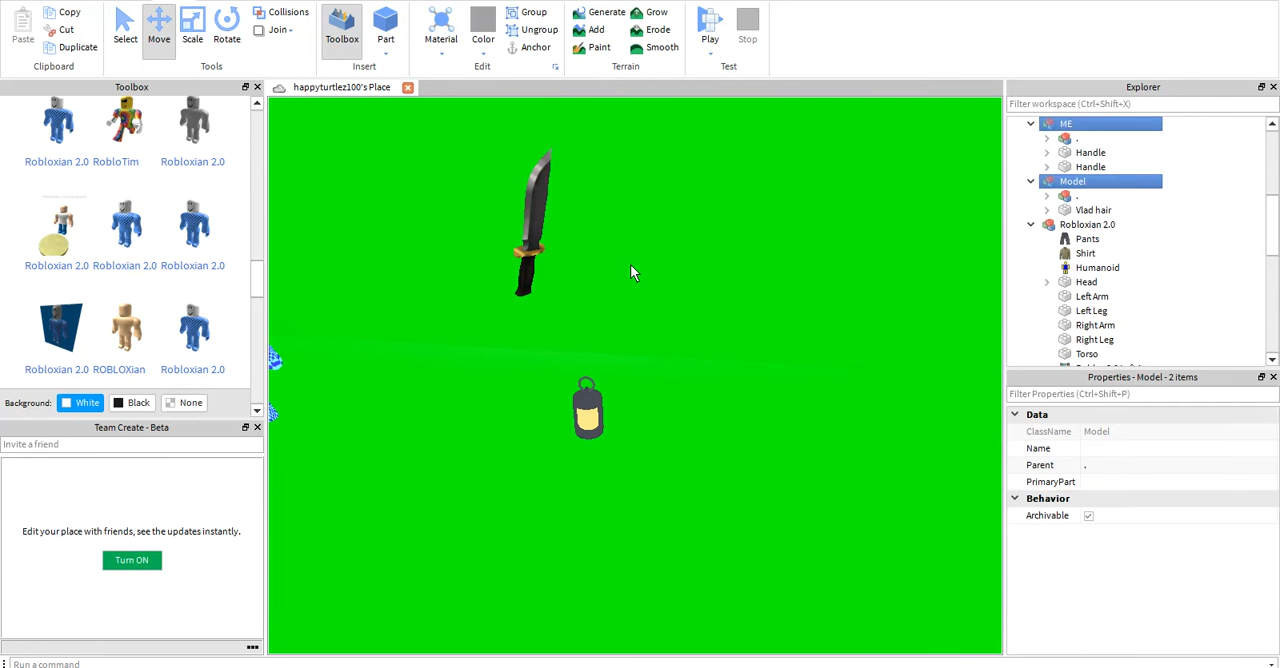 Copy
Cut
Duplicate
Paste
Clipboard
Select
Move
Scale
Rotate
Collisions
Join
Tools
Toolbox
Part
Insert
Material
Color
Group
Ungroup
Anchor
Edit
Generate
Grow
Add
Erode
Paint
Smooth
Terrain
Play
Stop
Test
Toolbox
Robloxian 2.0 RobloTim Robloxian 2.0
Robloxian 2.0 Robloxian 2.0 Robloxian 2.0
Robloxian 2.0 ROBLOXian Robloxian 2.0
Background: White Black None
Team Create - Beta
Invite a friend
Edit your place with friends, see the updates instantly.
Turn ON
happyturtlez100's Place
Explorer
Filter workspace (Ctrl+Shift+X)
ME
.
Handle
Handle
Model
.
Vlad hair
Robloxian 2.0
Pants
Shirt
Humanoid
Head
Left Arm
Left Leg
Right Arm
Right Leg
Torso
Properties - Model - 2 items
Filter Properties (Ctrl+Shift+P)
Data
ClassName Model
Name
Parent .
PrimaryPart
Behavior
Archivable
Run a command